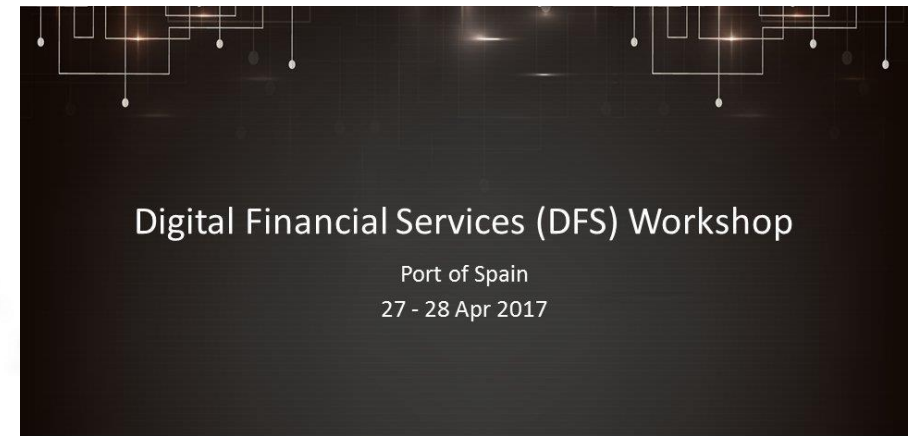 Digital Financial Services (DFS) Workshop
Port of Spain
27 - 28 Apr 2017